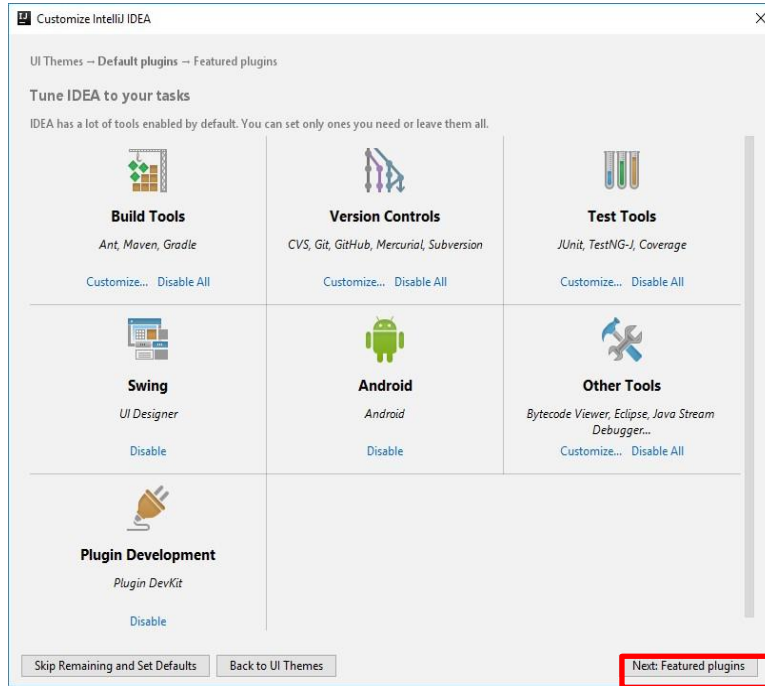 Customize IntelliJ IDEA
UI Themes → Default plugins → Featured plugins
Tune IDEA to your tasks
IDEA has a lot of tools enabled by default. You can set only ones you need or leave them all.
Build Tools
Ant, Maven, Gradle
Customize... Disable All
Version Controls
CVS, Git, GitHub, Mercurial, Subversion
Customize... Disable All
Test Tools
JUnit, TestNG-J, Coverage
Customize... Disable All
Swing
UI Designer
Disable
Android
Android
Disable
Other Tools
Bytecode Viewer, Eclipse, Java Stream
Debugger...
Customize... Disable All
Plugin Development
Plugin DevKit
Disable
Skip Remaining and Set Defaults
Back to UI Themes
Next: Featured plugins